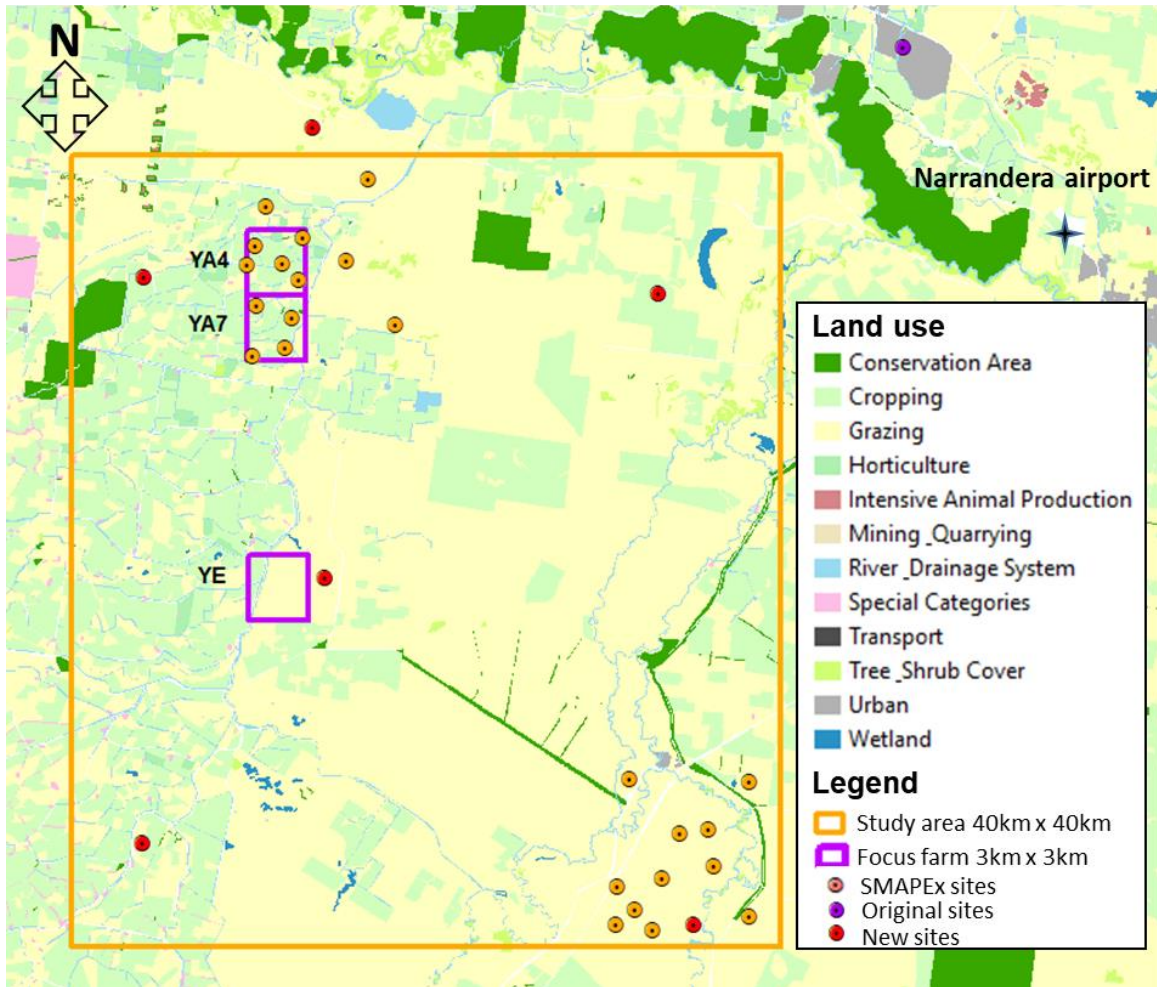 N
Narrandera airport
YA4
YA7
YE
Land use
Conservation Area
Cropping
Grazing
Horticulture
Intensive Animal Production
Mining _Quarrying
River _Drainage System
Special Categories
Transport
Tree _Shrub Cover
Urban
Wetland
Legend
Study area 40km x 40km
Focus farm 3km x 3km
SMAPEx sites
Original sites
New sites